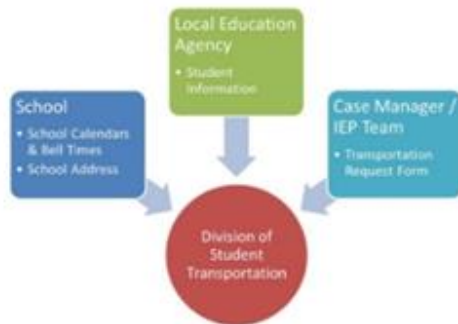 Local Education
Agency
• Student
Information
School
• School Calendars
& Bell Times
• School Address
Case Manager /
IEP Team
• Transportation
Request Form
Division of
Student
Transportation